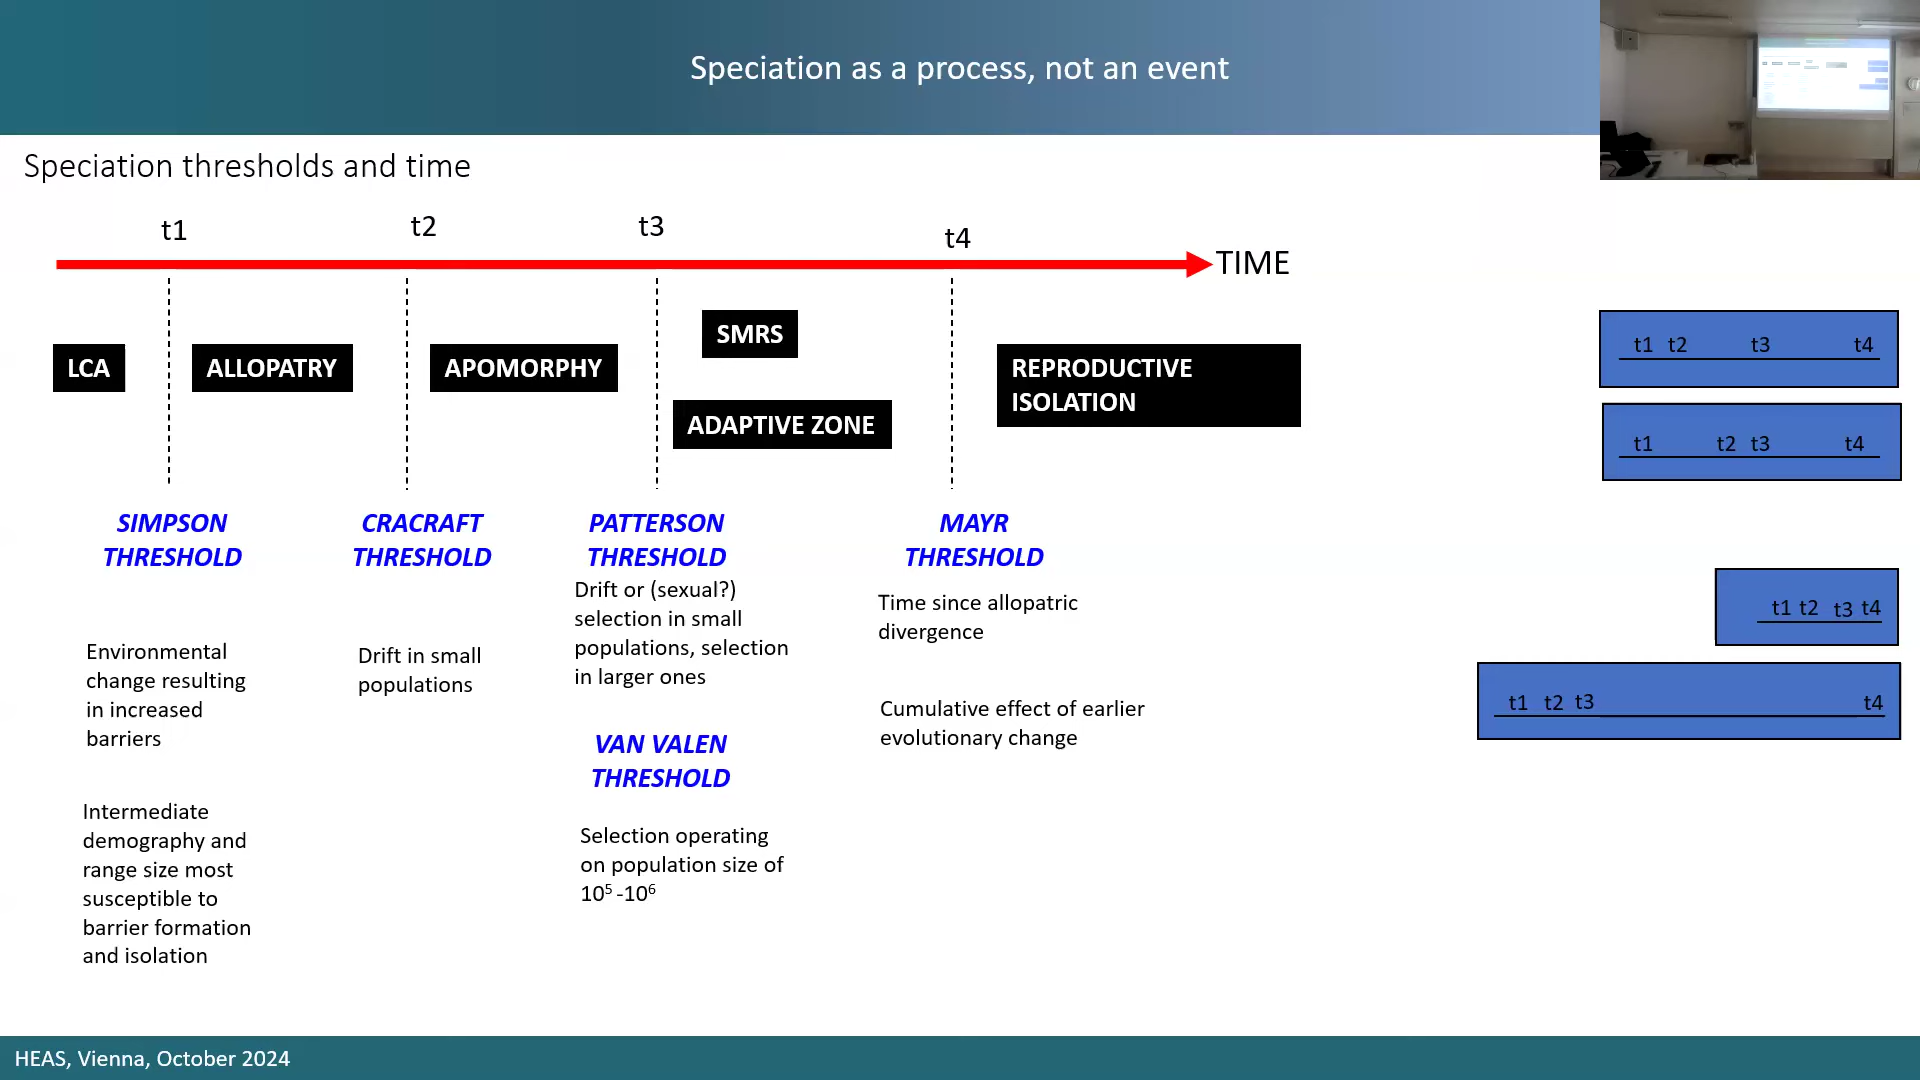 Speciation as a process, not an event
Speciation thresholds and time
t1
t2
t3
t4
TIME
LCA
ALLOPATRY
APOMORPHY
SMRS
ADAPTIVE ZONE
REPRODUCTIVE
ISOLATION
SIMPSON
THRESHOLD
Environmental
change resulting
in increased
barriers
Intermediate
demography and
range size most
susceptible to
barrier formation
and isolation
CRACRAFT
THRESHOLD
Drift in small
populations
PATTERSON
THRESHOLD
Drift or (sexual?)
selection in small
populations, selection
in larger ones
VAN VALEN
THRESHOLD
Selection operating
on population size of
10⁵ -10⁶
MAYR
THRESHOLD
Time since allopatric
divergence
Cumulative effect of earlier
evolutionary change
t1 t2 t3 t4
t1 t2 t3 t4
t1 t2 t3 t4
t1 t2 t3 t4
HEAS, Vienna, October 2024